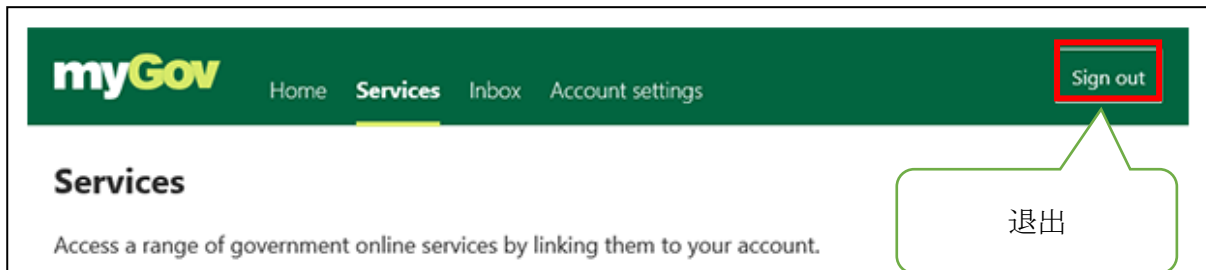 myGov Home Services Inbox Account settings Sign out
Services
退出
Access a range of government online services by linking them to your account.